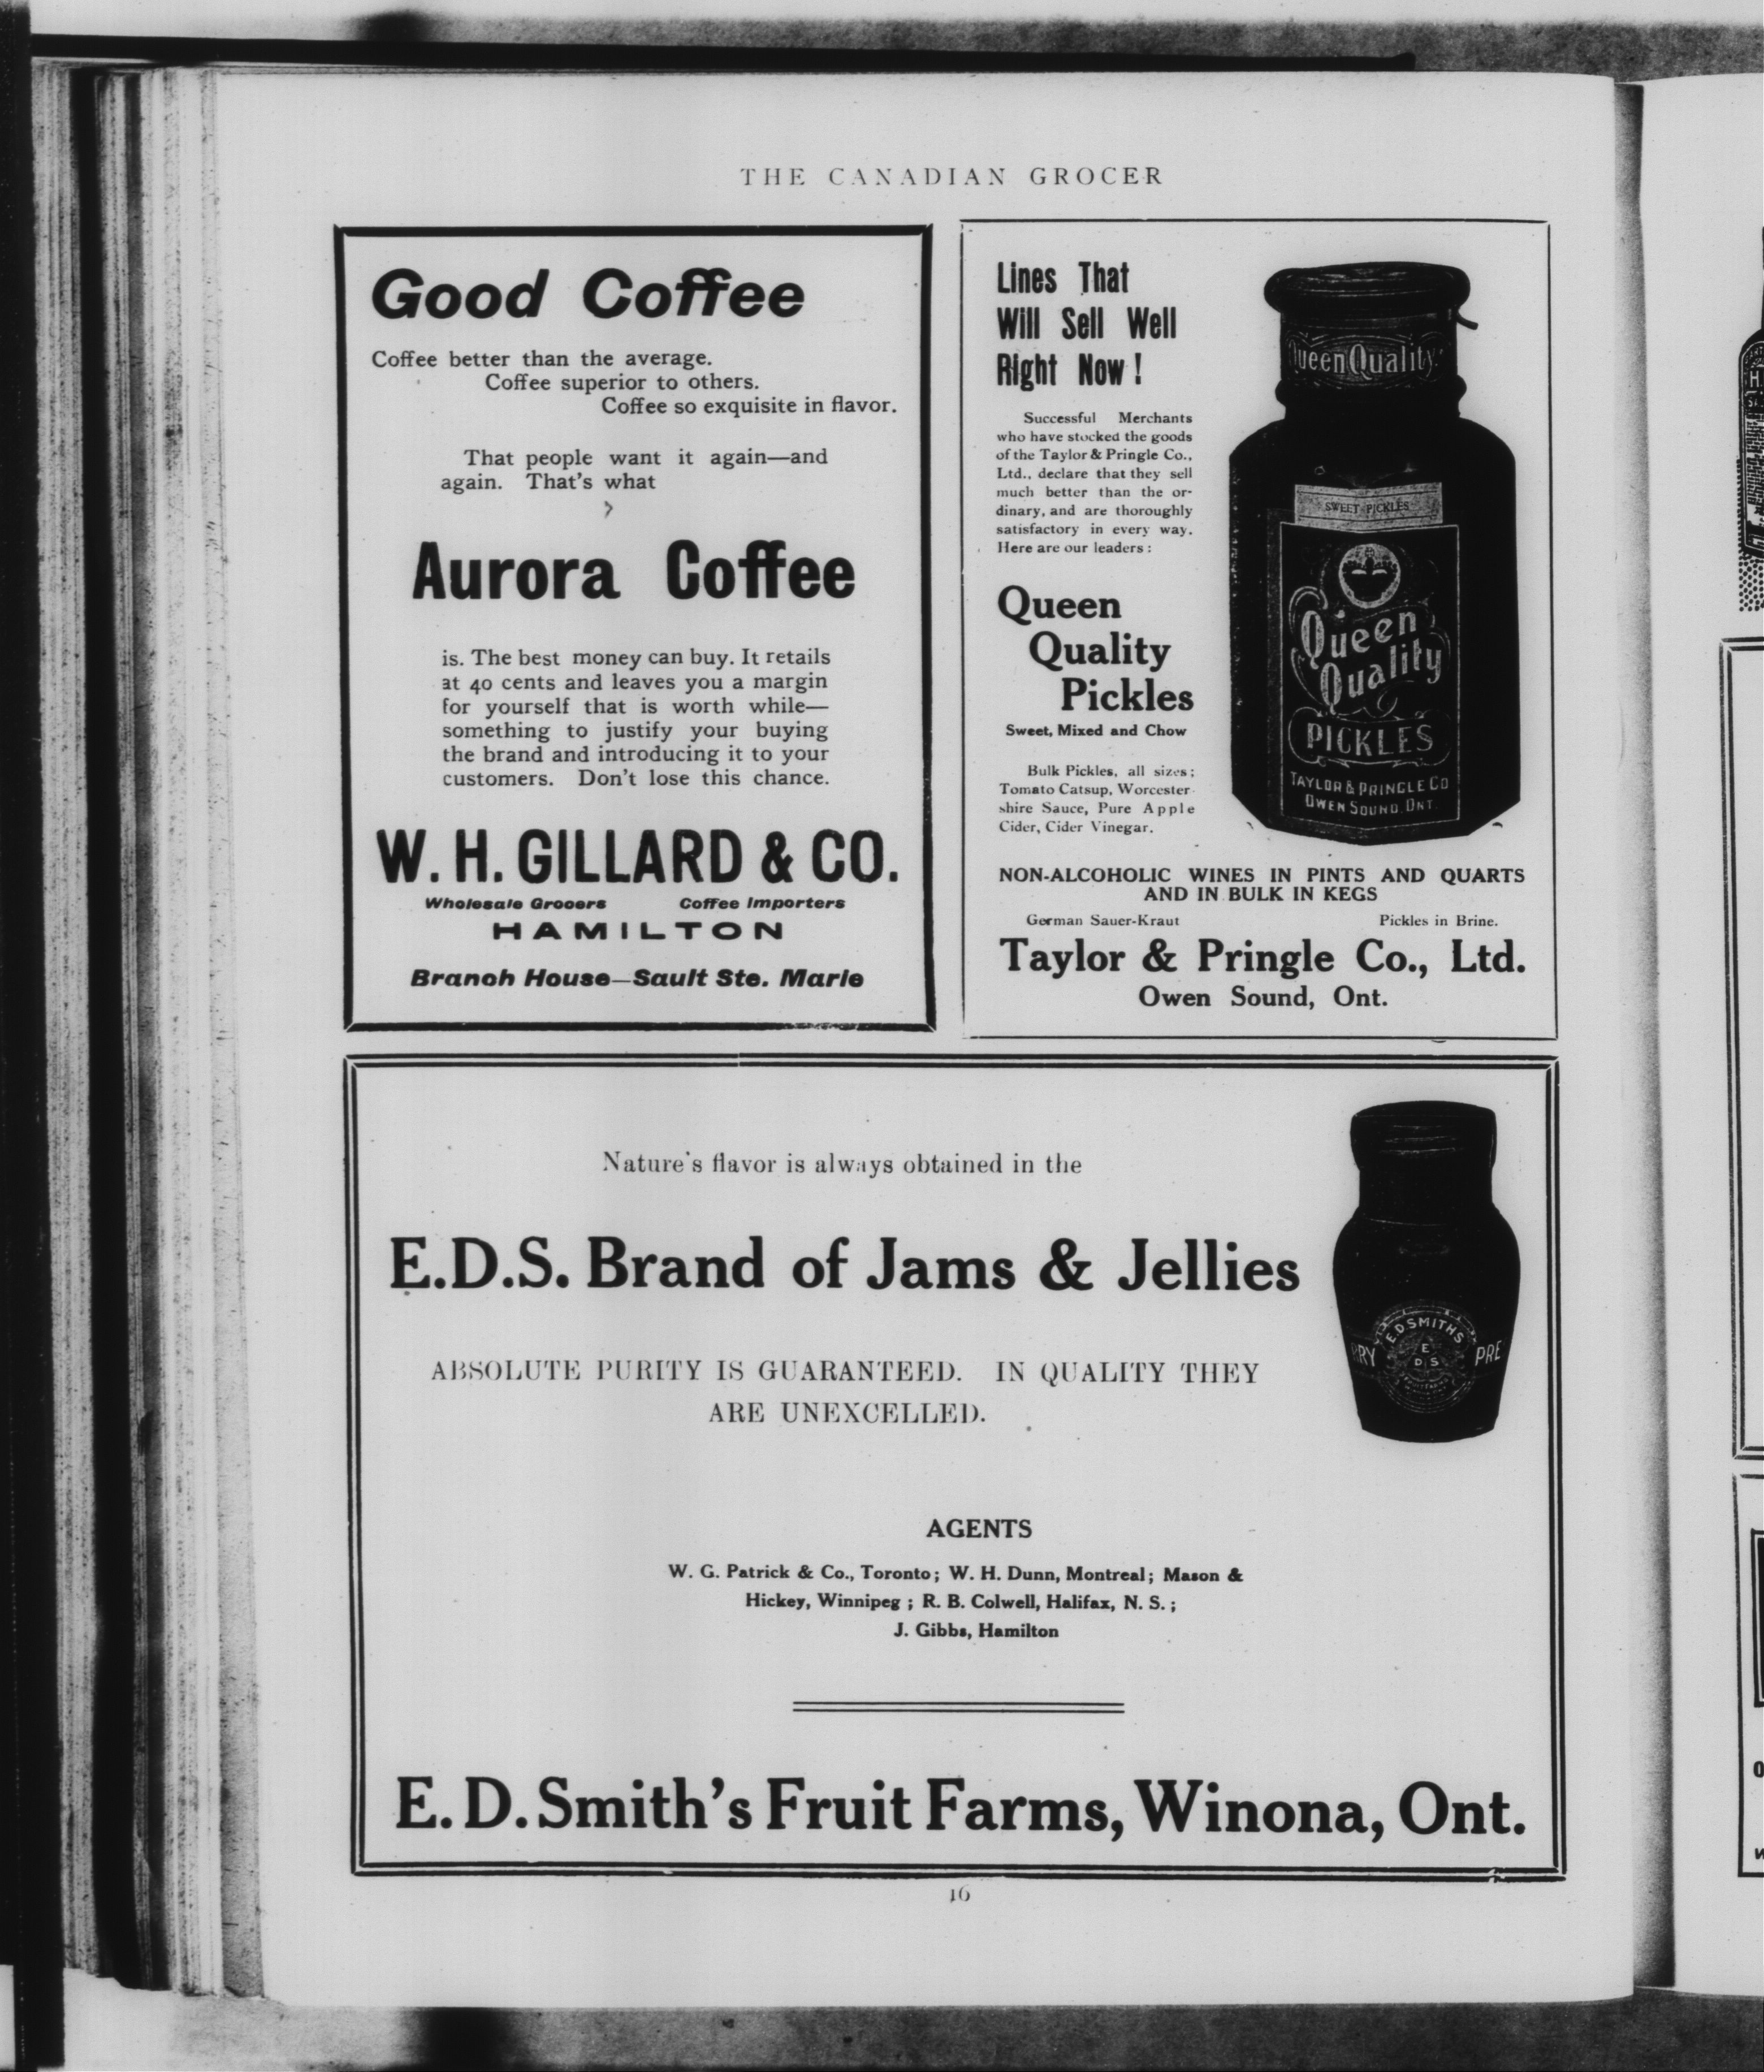 THE CANADIAN GROCER
Good Coffee
Coffee better than the average.
Coffee superior to others.
Coffee so exquisite in flavor.
That people want it again—and
again. That's what
Aurora Coffee
is. The best money can buy. It retails
at 40 cents and leaves you a margin
for yourself that is worth while—
something to justify your buying
the brand and introducing it to your
customers. Don't lose this chance.
W. H. GILLARD & CO.
Wholesale Grocers Coffee Importers
HAMILTON
Branch House—Sault Ste. Marie
Lines That
Will Sell Well
Right Now!
Successful Merchants
who have stocked the goods
of the Taylor & Pringle Co.,
Ltd., declare that they sell
much better than the or-
dinary, and are thoroughly
satisfactory in every way.
Here are our leaders:
Queen
Quality
Pickles
Sweet, Mixed and Chow
Bulk Pickles, all sizes;
Tomato Catsup, Worcester-
shire Sauce, Pure Apple
Cider, Cider Vinegar.
Queen Quality
SWEET PICKLES
Queen
Quality
PICKLES
TAYLOR & PRINGLE CO
OWEN SOUND, ONT.
NON-ALCOHOLIC WINES IN PINTS AND QUARTS
AND IN BULK IN KEGS
German Sauer-Kraut Pickles in Brine.
Taylor & Pringle Co., Ltd.
Owen Sound, Ont.
Nature's flavor is always obtained in the
E.D.S. Brand of Jams & Jellies
ABSOLUTE PURITY IS GUARANTEED. IN QUALITY THEY
ARE UNEXCELLED.
E.D SMITH'S
E
D S
RRY PRE
AGENTS
W. G. Patrick & Co., Toronto; W. H. Dunn, Montreal; Mason &
Hickey, Winnipeg; R. B. Colwell, Halifax, N. S.;
J. Gibbs, Hamilton
E. D. Smith's Fruit Farms, Winona, Ont.
16